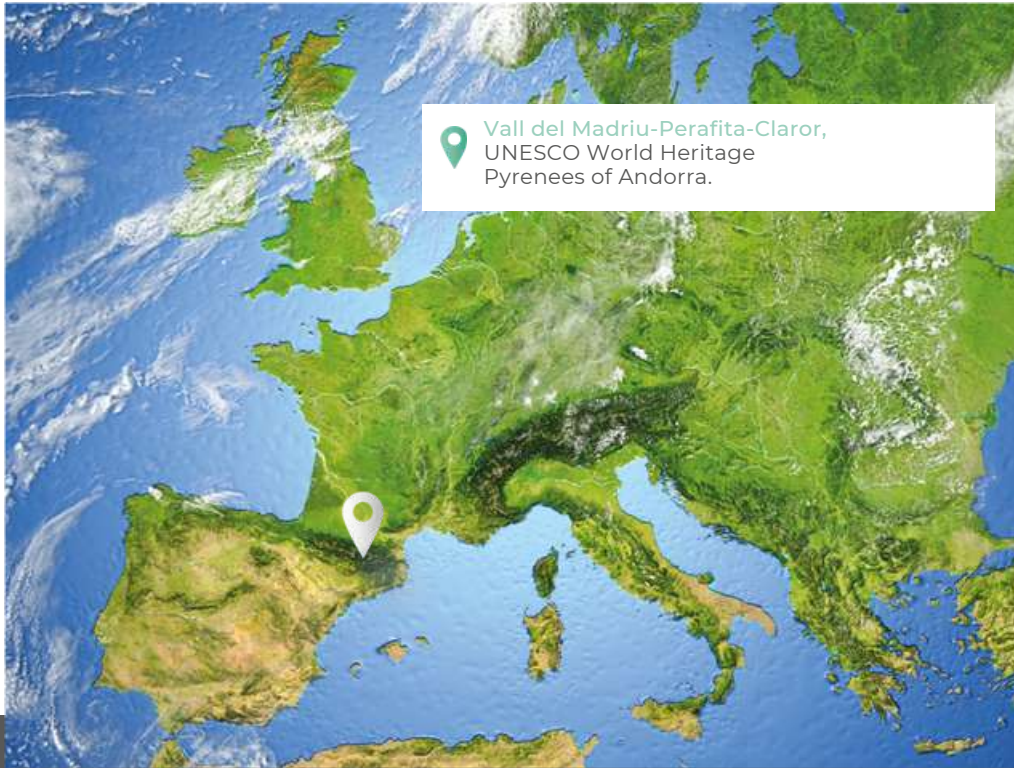 Vall del Madriu-Perafita-Claror,
UNESCO World Heritage
Pyrenees of Andorra.